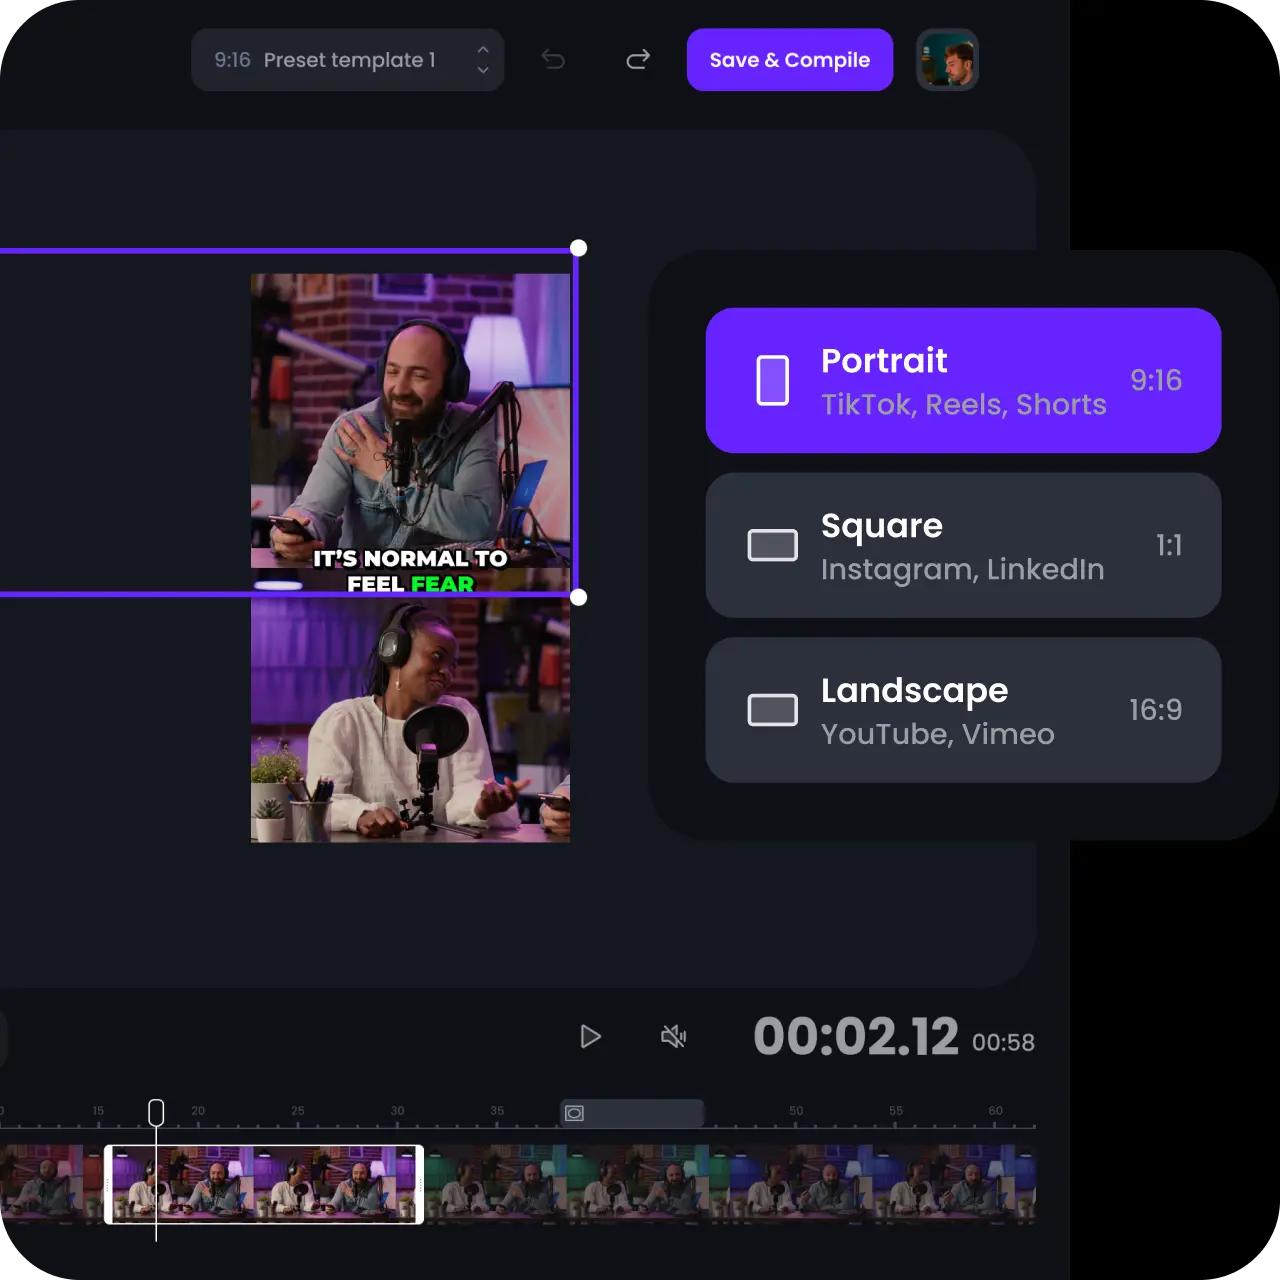 9:16 Preset template 1
Save & Compile
IT'S NORMAL TO
FEEL FEAR
Portrait
TikTok, Reels, Shorts
9:16
Square
Instagram, LinkedIn
1:1
Landscape
YouTube, Vimeo
16:9
00:02.12 00:58
15 20 25 30 35 50 55 60